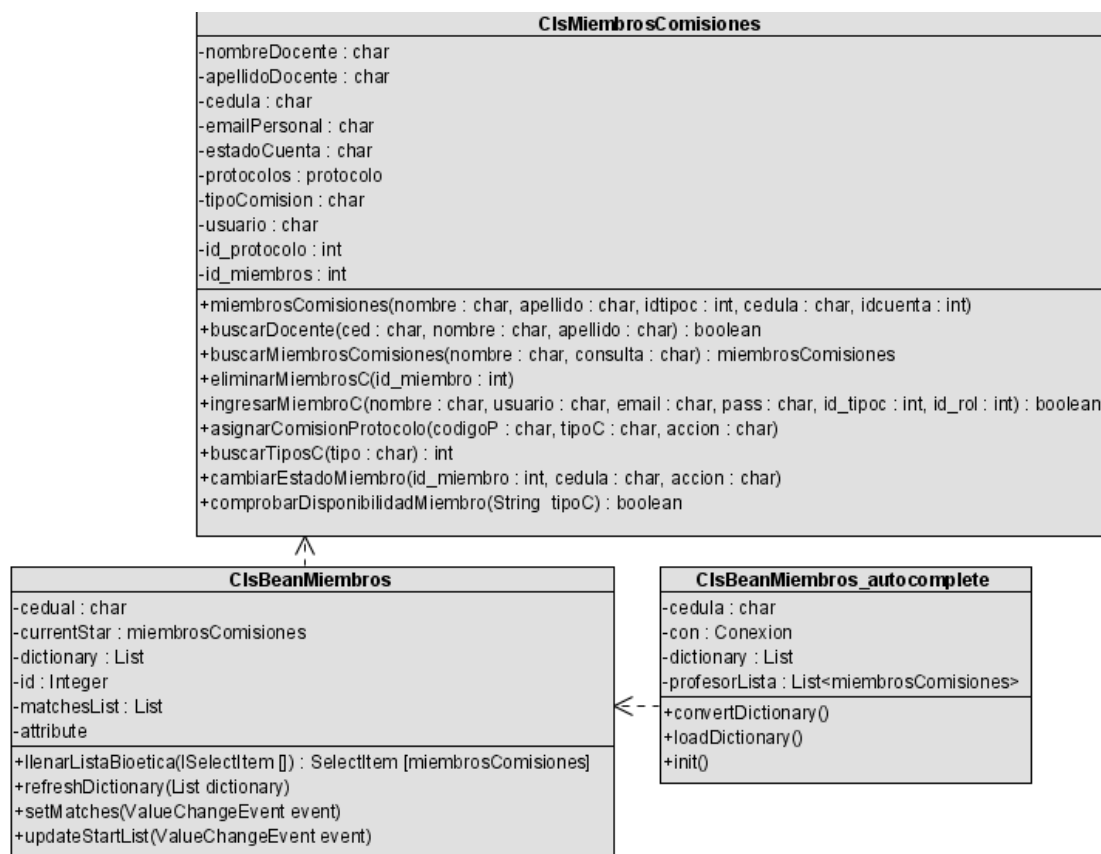 ClsMiembrosComisiones
-nombreDocente : char
-apellidoDocente : char
-cedula : char
-emailPersonal : char
-estadoCuenta : char
-protocolos : protocolo
-tipoComision : char
-usuario : char
-id_protocolo : int
-id_miembros : int
+miembrosComisiones(nombre : char, apellido : char, idtipoc : int, cedula : char, idcuenta : int)
+buscarDocente(ced : char, nombre : char, apellido : char) : boolean
+buscarMiembrosComisiones(nombre : char, consulta : char) : miembrosComisiones
+eliminarMiembrosC(id_miembro : int)
+ingresarMiembroC(nombre : char, usuario : char, email : char, pass : char, id_tipoc : int, id_rol : int) : boolean
+asignarComisionProtocolo(codigoP : char, tipoC : char, accion : char)
+buscarTiposC(tipo : char) : int
+cambiarEstadoMiembro(id_miembro : int, cedula : char, accion : char)
+comprobarDisponibilidadMiembro(String tipoC) : boolean
ClsBeanMiembros
-cedual : char
-currentStar : miembrosComisiones
-dictionary : List
-id : Integer
-matchesList : List
-attribute
+llenarListaBioetica(ISelectItem []) : SelectItem [miembrosComisiones]
+refreshDictionary(List dictionary)
+setMatches(ValueChangeEvent event)
+updateStartList(ValueChangeEvent event)
ClsBeanMiembros_autocomplete
-cedula : char
-con : Conexion
-dictionary : List
-profesorLista : List<miembrosComisiones>
+convertDictionary()
+loadDictionary()
+init()